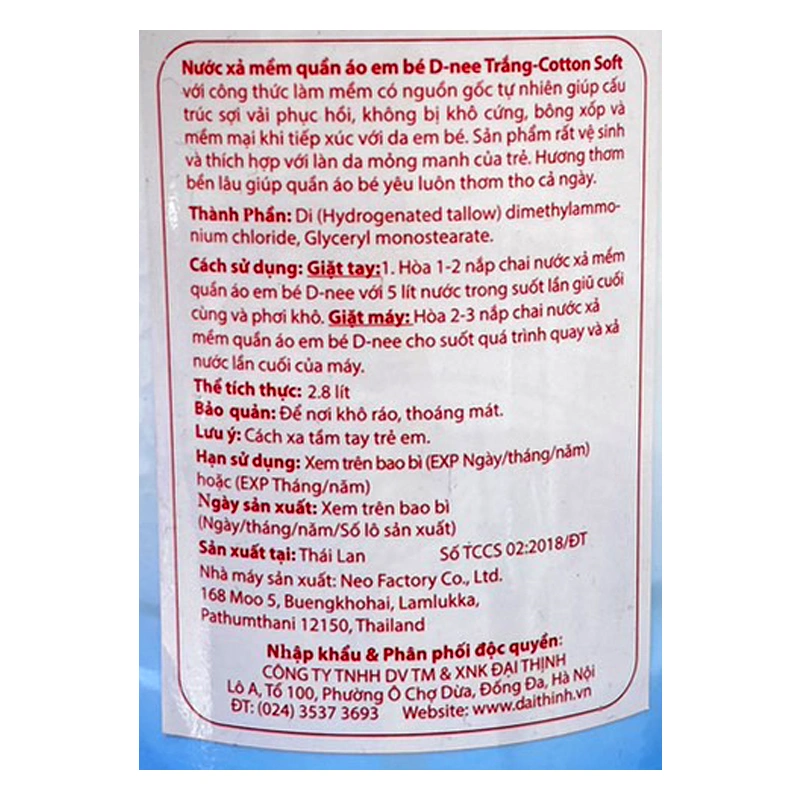 Nước xả mềm quần áo em bé D-nee Trắng-Cotton Soft
với công thức làm mềm có nguồn gốc tự nhiên giúp cấu
trúc sợi vải phục hồi, không bị khô cứng, bông xốp và
mềm mại khi tiếp xúc với da em bé. Sản phẩm rất vệ sinh
và thích hợp với làn da mỏng manh của trẻ. Hương thơm
bền lâu giúp quần áo bé yêu luôn thơm tho cả ngày.
Thành Phần: Di (Hydrogenated tallow) dimethylammo-
nium chloride, Glyceryl monostearate.
Cách sử dụng: Giặt tay:1. Hòa 1-2 nắp chai nước xả mềm
quần áo em bé D-nee với 5 lít nước trong suốt lần giũ cuối
cùng và phơi khô. Giặt máy: Hòa 2-3 nắp chai nước xả
mềm quần áo em bé D-nee cho suốt quá trình quay và xả
nước lần cuối của máy.
Thể tích thực: 2.8 lít
Bảo quản: Để nơi khô ráo, thoáng mát.
Lưu ý: Cách xa tầm tay trẻ em.
Hạn sử dụng: Xem trên bao bì (EXP Ngày/tháng/năm)
hoặc (EXP Tháng/năm)
Ngày sản xuất: Xem trên bao bì
(Ngày/tháng/năm/Số lô sản xuất)
Sản xuất tại: Thái Lan Số TCCS 02:2018/ĐT
Nhà máy sản xuất: Neo Factory Co., Ltd.
168 Moo 5, Buengkhohai, Lamlukka,
Pathumthani 12150, Thailand
Nhập khẩu & Phân phối độc quyền:
CÔNG TY TNHH DV TM & XNK ĐẠI THỊNH
Lô A, Tổ 100, Phường Ô Chợ Dừa, Đống Đa, Hà Nội
ĐT: (024) 3537 3693 Website: www.daithinh.vn